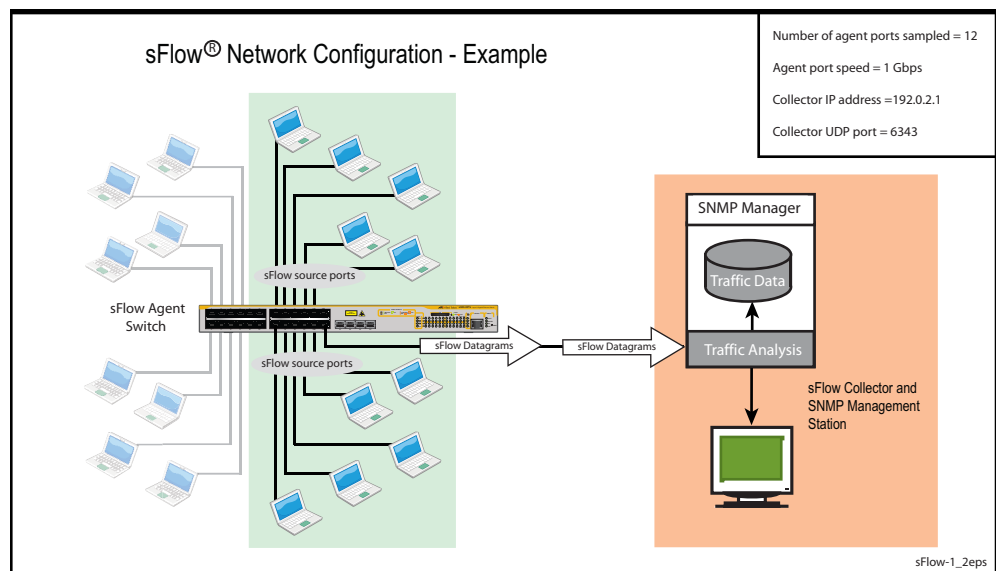 sFlow® Network Configuration - Example
Number of agent ports sampled = 12
Agent port speed = 1 Gbps
Collector IP address =192.0.2.1
Collector UDP port = 6343
SNMP Manager
Traffic Data
sFlow source ports
sFlow Agent
Switch
sFlow Datagrams
sFlow Datagrams
Traffic Analysis
sFlow source ports
sFlow Collector and
SNMP Management
Station
sFlow-1_2eps